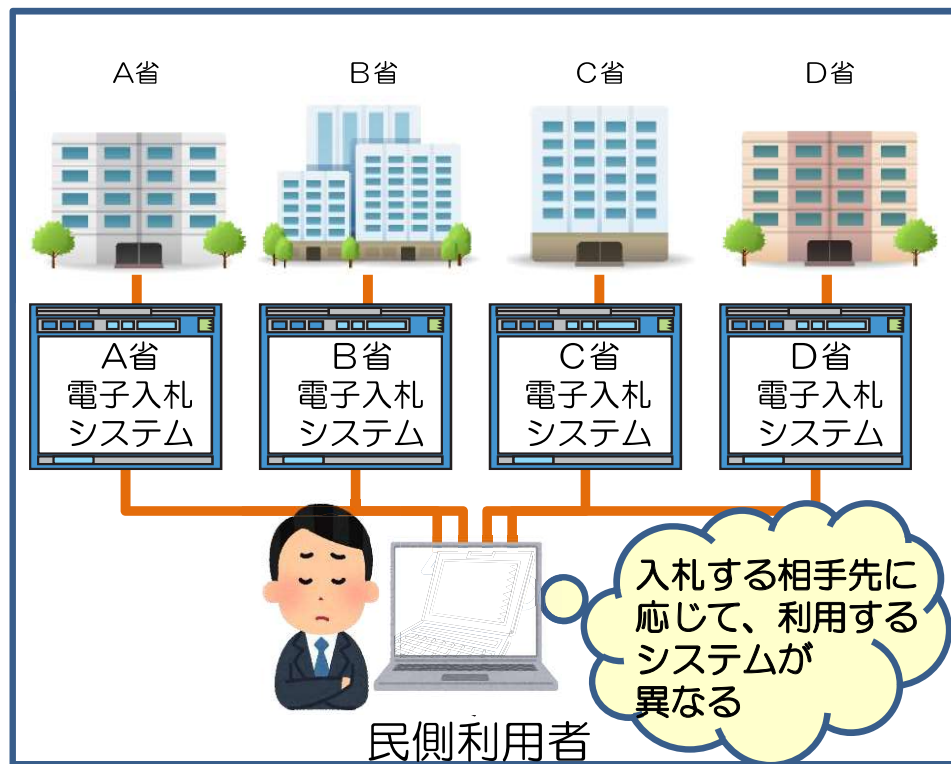 A省
B省
C省
D省
A省
電子入札
システム
B省
電子入札
システム
C省
電子入札
システム
D省
電子入札
システム
入札する相手先に
応じて、利用する
システムが
異なる
民側利用者